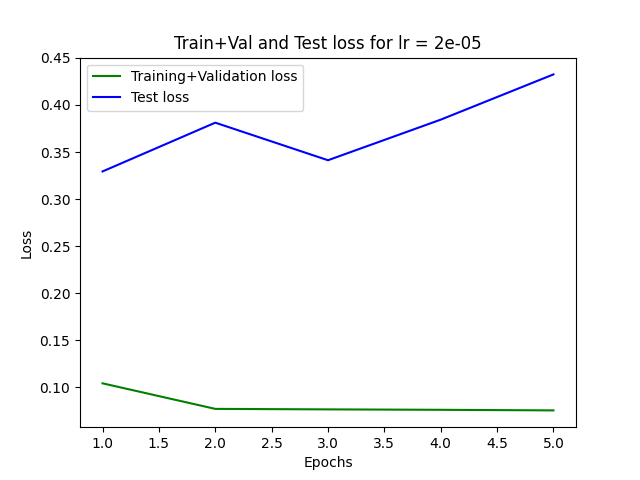 Train+Val and Test loss for lr = 2e-05
0.45
0.40
0.35
0.30
0.25
0.20
0.15
0.10
Training+Validation loss
Test loss
Loss
1.0 1.5 2.0 2.5 3.0 3.5 4.0 4.5 5.0
Epochs